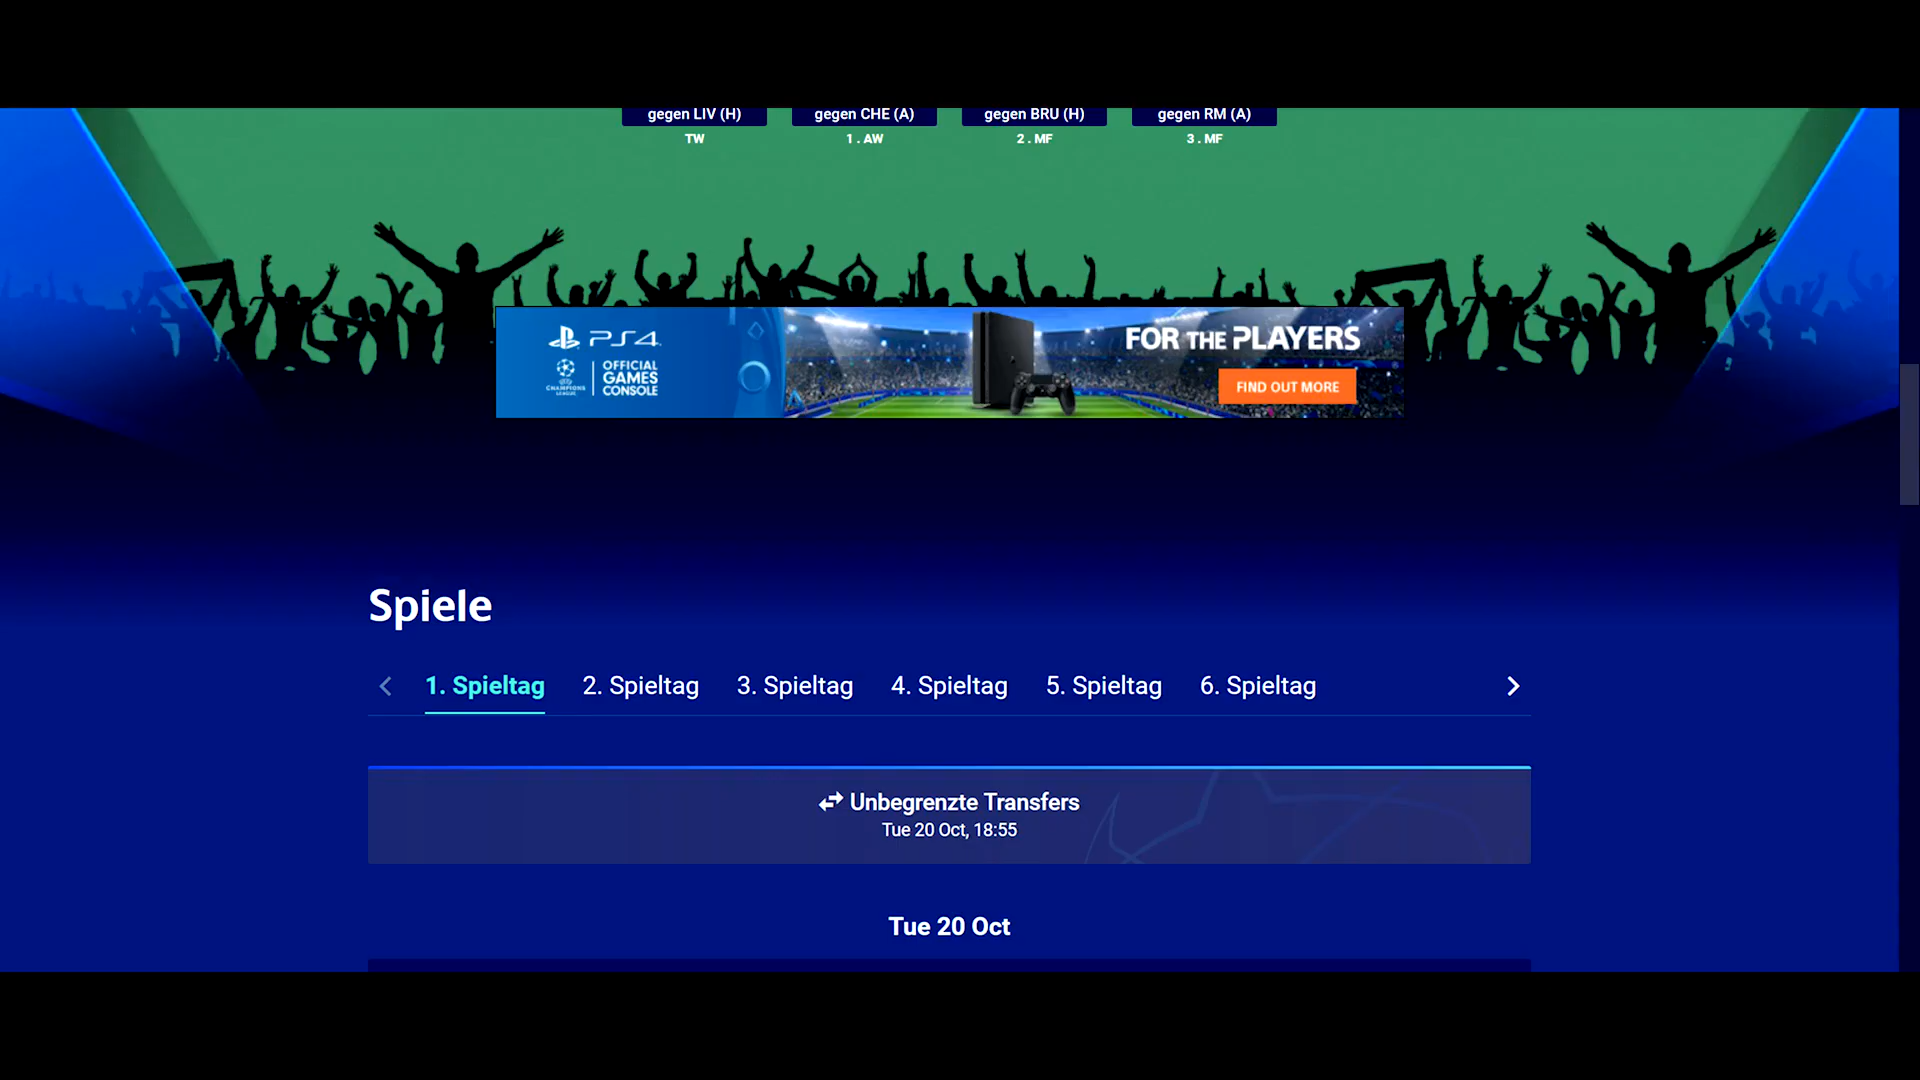 gegen LIV (H)
gegen CHE (A)
gegen BRU (H)
gegen RM (A)
TW
1 . AW
2 . MF
3 . MF
PS4
CHAMPIONS
LEAGUE
OFFICIAL
GAMES
CONSOLE
FOR THE PLAYERS
FIND OUT MORE
Spiele
1. Spieltag
2. Spieltag
3. Spieltag
4. Spieltag
5. Spieltag
6. Spieltag
Unbegrenzte Transfers
Tue 20 Oct, 18:55
Tue 20 Oct